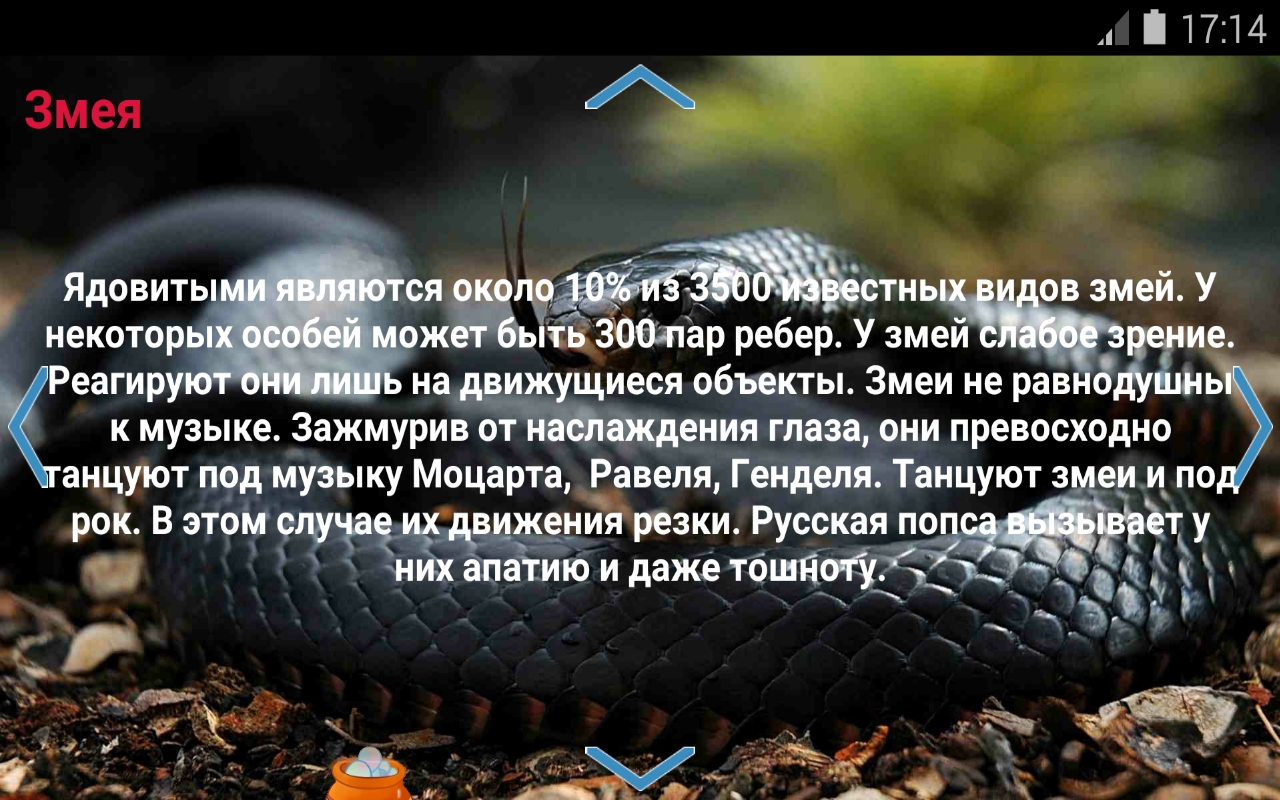 17:14
Змея
Ядовитыми являются около 10% из 3500 известных видов змей. У
некоторых особей может быть 300 пар ребер. У змей слабое зрение.
Реагируют они лишь на движущиеся объекты. Змеи не равнодушны
к музыке. Зажмурив от наслаждения глаза, они превосходно
танцуют под музыку Моцарта,  Равеля, Генделя. Танцуют змеи и под
рок. В этом случае их движения резки. Русская попса вызывает у
них апатию и даже тошноту.